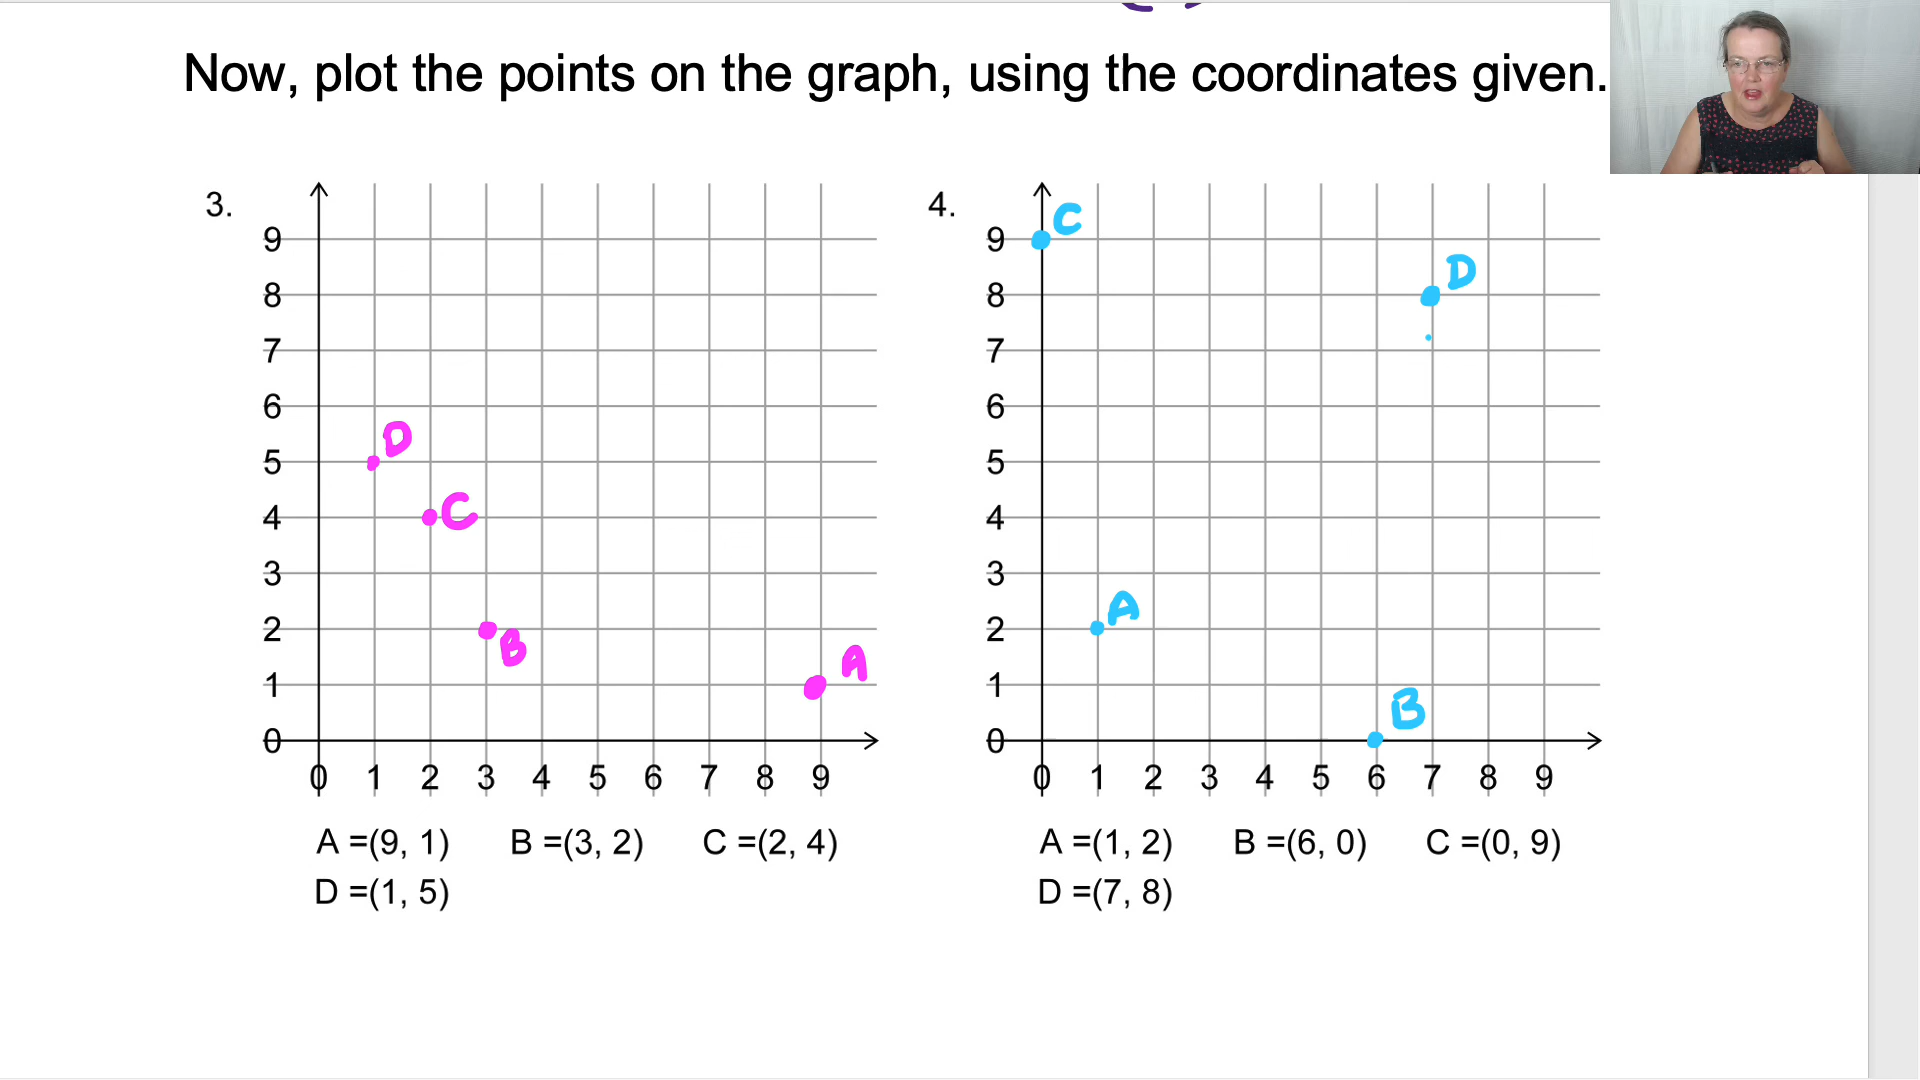 Now, plot the points on the graph, using the coordinates given.
3.
9
8
7
6
5
4
3
2
1
0
0 1 2 3 4 5 6 7 8 9
D
C
B
A
A =(9, 1) B =(3, 2) C =(2, 4)
D =(1, 5)
4.
9
8
7
6
5
4
3
2
1
0
0 1 2 3 4 5 6 7 8 9
C
D
A
B
A =(1, 2) B =(6, 0) C =(0, 9)
D =(7, 8)